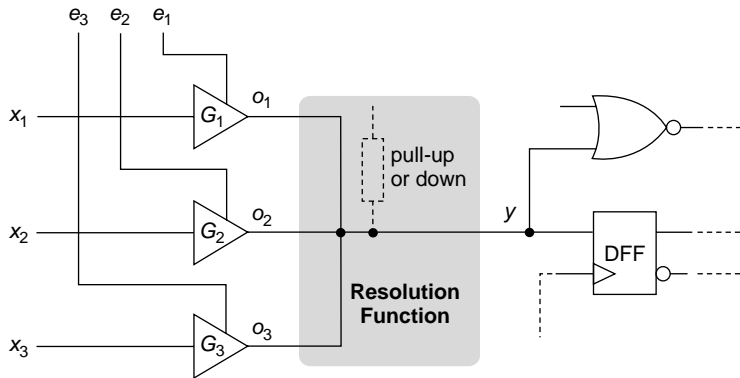 e3 e2 e1
x1 G1 o1
pull-up
or down
x2 G2 o2 y
DFF
Resolution
Function
x3 G3 o3